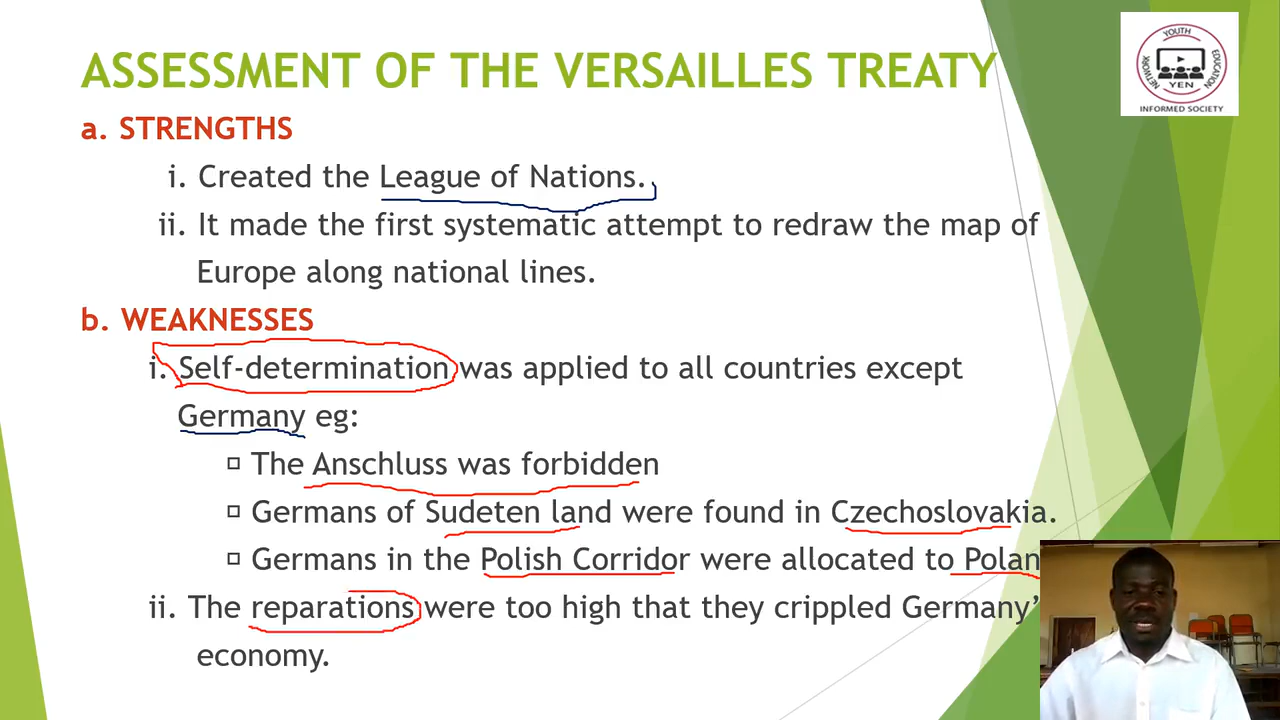 ASSESSMENT OF THE VERSAILLES TREATY
YOUTH
EDUCATION
NETWORK
YEN
INFORMED SOCIETY
a. STRENGTHS
i. Created the League of Nations.
ii. It made the first systematic attempt to redraw the map of
Europe along national lines.
b. WEAKNESSES
i. Self-determination was applied to all countries except
Germany eg:
The Anschluss was forbidden
Germans of Sudeten land were found in Czechoslovakia.
Germans in the Polish Corridor were allocated to Polan
ii. The reparations were too high that they crippled Germany’
economy.